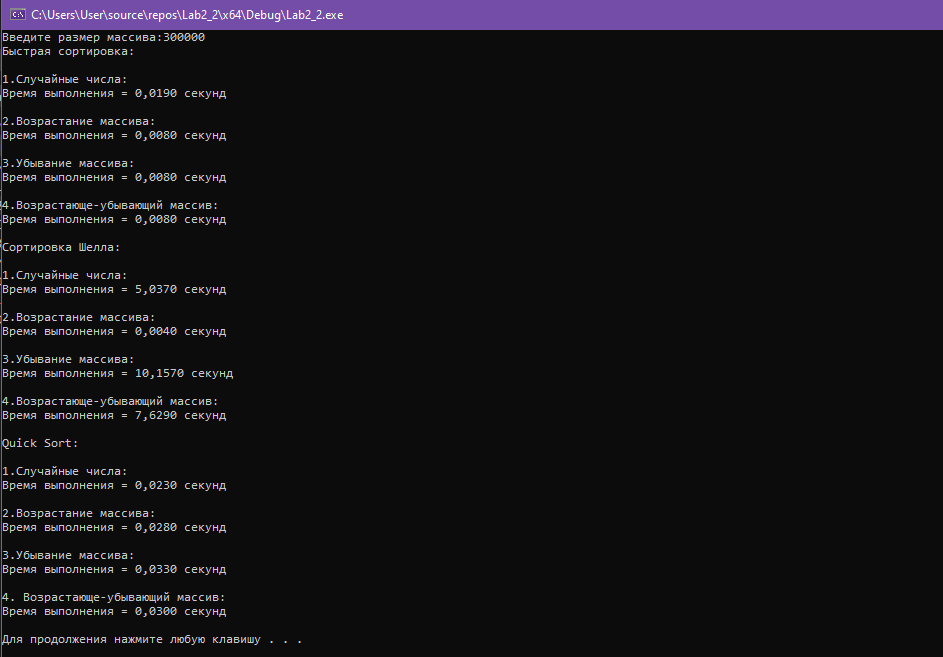 C:\Users\User\source\repos\Lab2_2\x64\Debug\Lab2_2.exe
Введите размер массива:300000
Быстрая сортировка:
1.Случайные числа:
Время выполнения = 0,0190 секунд
2.Возрастание массива:
Время выполнения = 0,0080 секунд
3.Убывание массива:
Время выполнения = 0,0080 секунд
4.Возрастающе-убывающий массив:
Время выполнения = 0,0080 секунд
Сортировка Шелла:
1.Случайные числа:
Время выполнения = 5,0370 секунд
2.Возрастание массива:
Время выполнения = 0,0040 секунд
3.Убывание массива:
Время выполнения = 10,1570 секунд
4.Возрастающе-убывающий массив:
Время выполнения = 7,6290 секунд
Quick Sort:
1.Случайные числа:
Время выполнения = 0,0230 секунд
2.Возрастание массива:
Время выполнения = 0,0280 секунд
3.Убывание массива:
Время выполнения = 0,0330 секунд
4. Возрастающе-убывающий массив:
Время выполнения = 0,0300 секунд
Для продолжения нажмите любую клавишу . . .